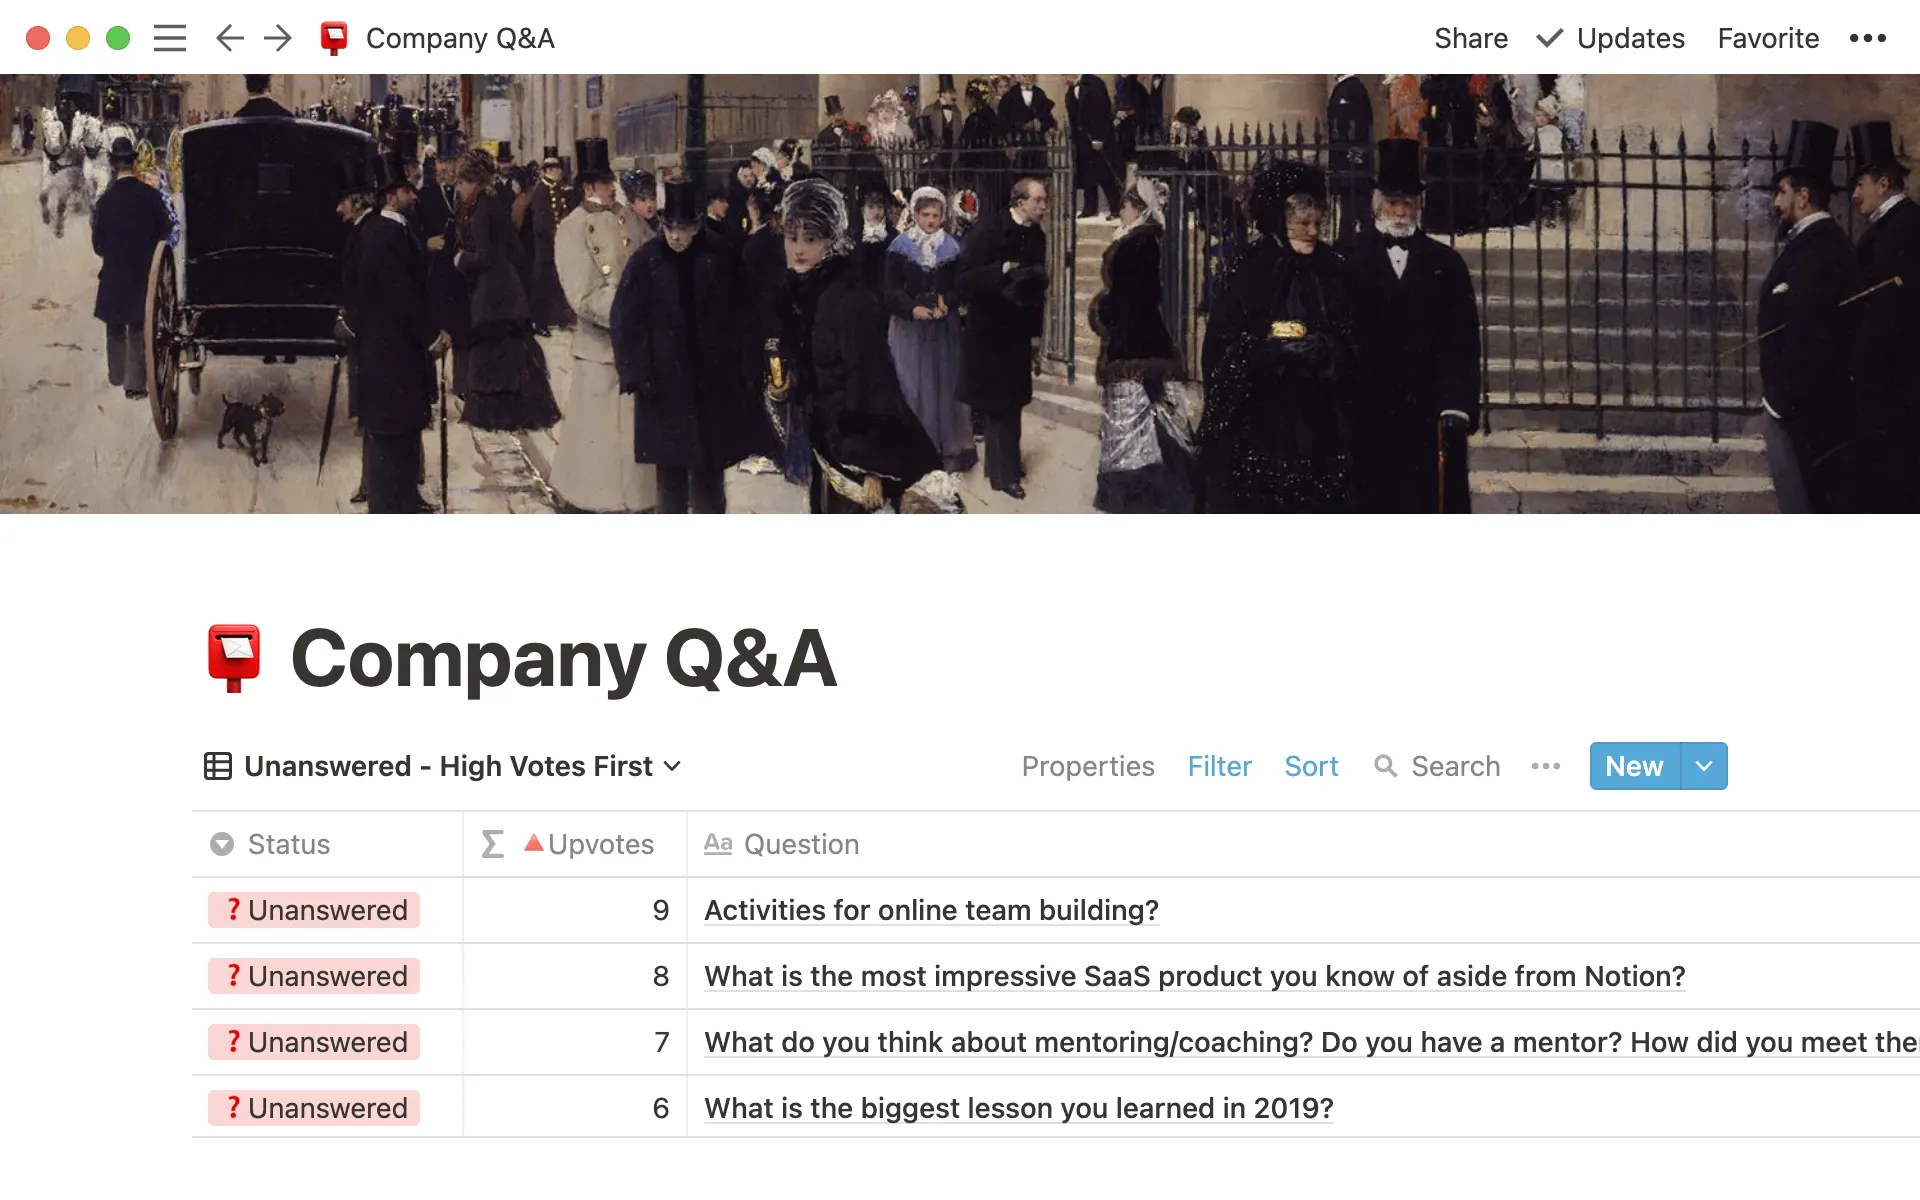 Company Q&A
Share Updates Favorite
Company Q&A
Unanswered - High Votes First
Properties Filter Sort Search New
Status Upvotes Aa Question
Unanswered 9 Activities for online team building?
Unanswered 8 What is the most impressive SaaS product you know of aside from Notion?
Unanswered 7 What do you think about mentoring/coaching? Do you have a mentor? How did you meet
Unanswered 6 What is the biggest lesson you learned in 2019?